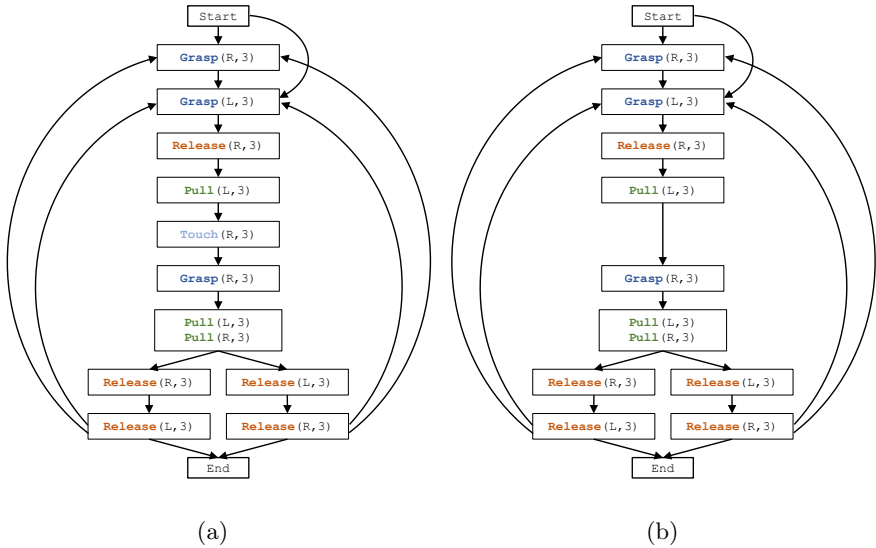 Start
Grasp(R,3)
Grasp(L,3)
Release(R,3)
Pull(L,3)
Touch(R,3)
Grasp(R,3)
Pull(L,3)
Pull(R,3)
Release(R,3) Release(L,3)
Release(L,3) Release(R,3)
End
(a)
Start
Grasp(R,3)
Grasp(L,3)
Release(R,3)
Pull(L,3)
Grasp(R,3)
Pull(L,3)
Pull(R,3)
Release(R,3) Release(L,3)
Release(L,3) Release(R,3)
End
(b)